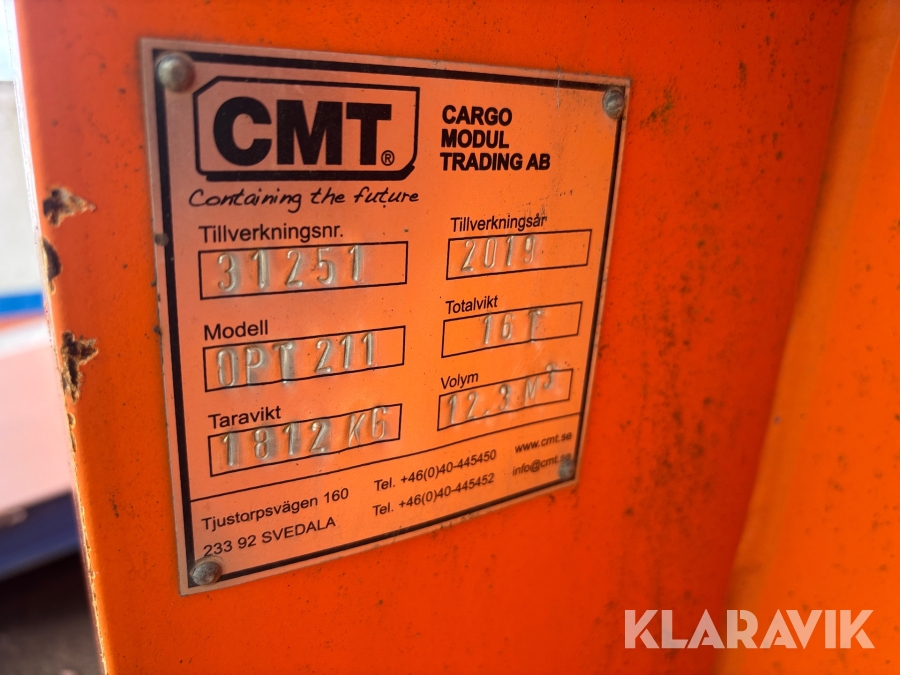 CMT®
CARGO
MODUL
TRADING AB
Containing the future
Tillverkningsnr.
31251
Tillverkningsår
2019
Modell
OPT 211
Totalvikt
16 T
Taravikt
1812 KG
Volym
12.3 M3
Tjustorpsvägen 160
233 92 SVEDALA
Tel. +46(0)40-445450
Tel. +46(0)40-445452
www.cmt.se
info@cmt.se
KLARAVIK